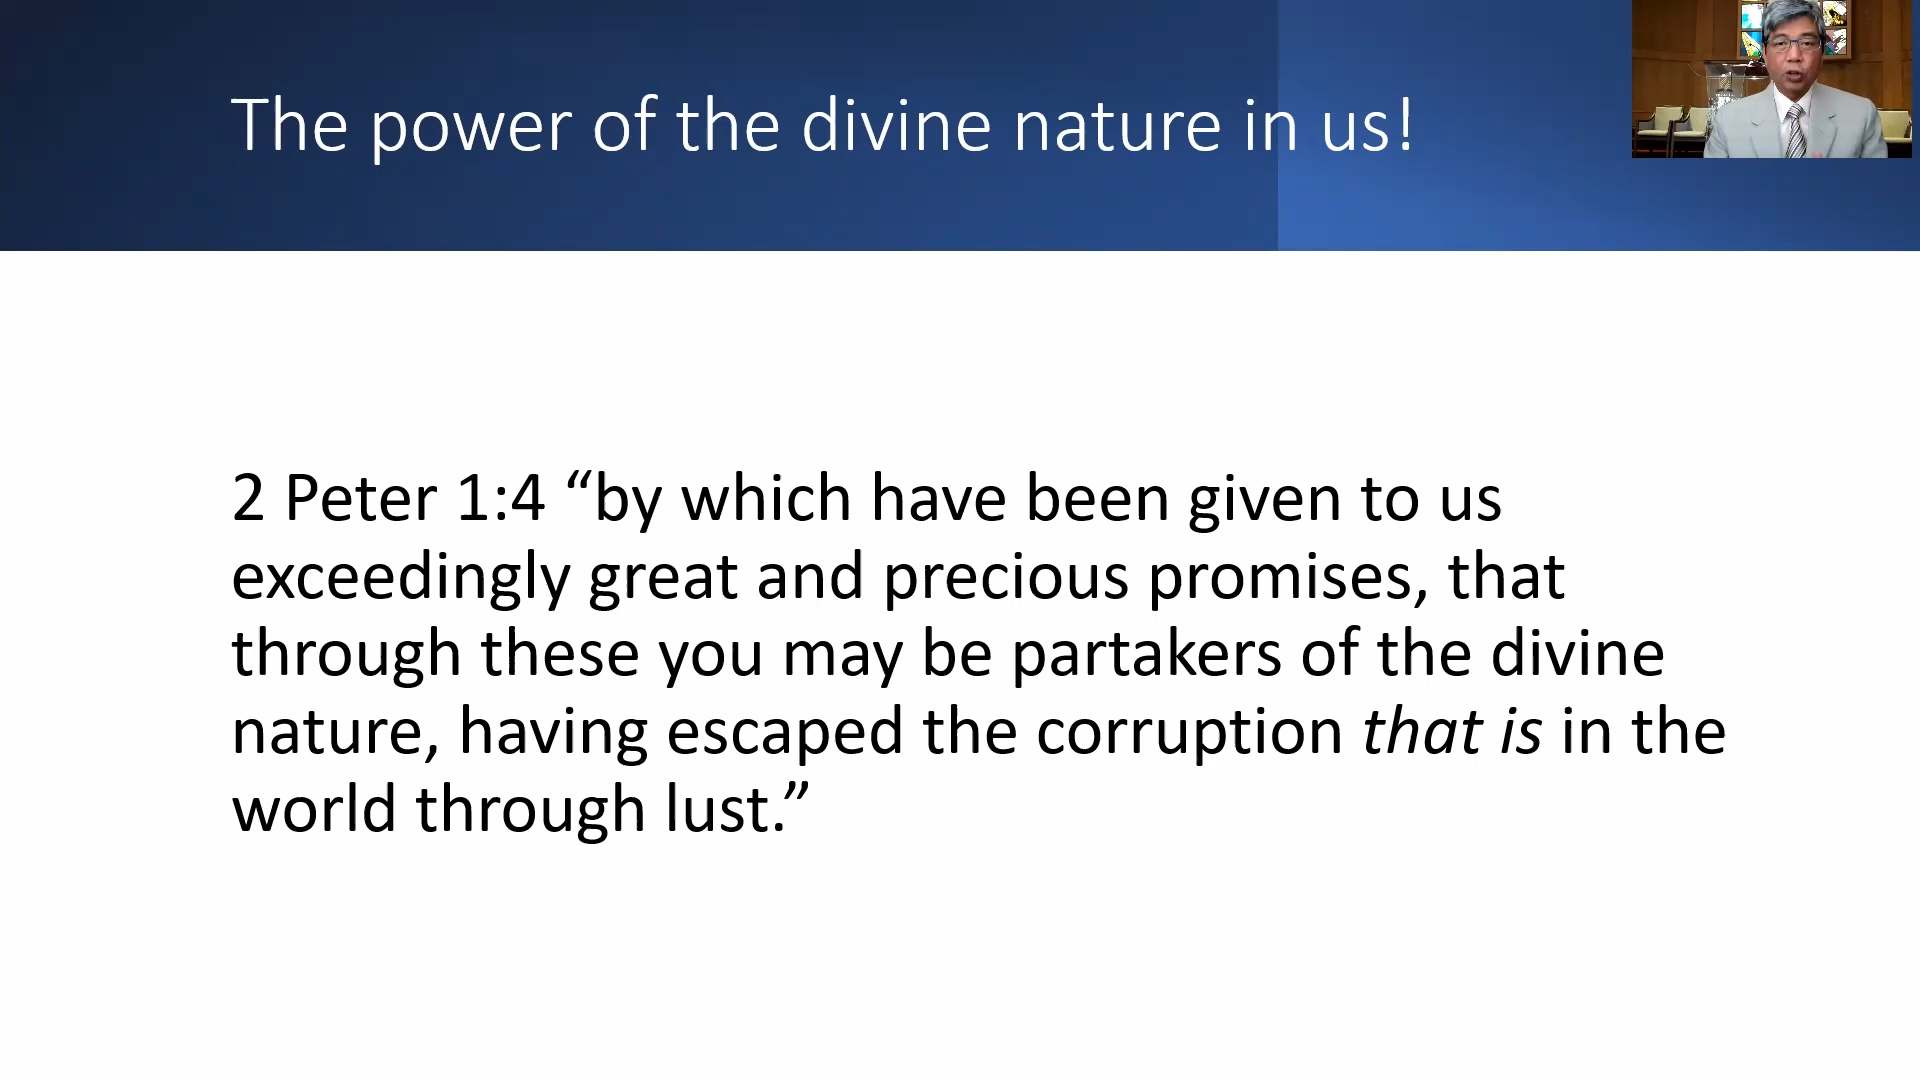 The power of the divine nature in us!
2 Peter 1:4 “by which have been given to us
exceedingly great and precious promises, that
through these you may be partakers of the divine
nature, having escaped the corruption that is in the
world through lust.”